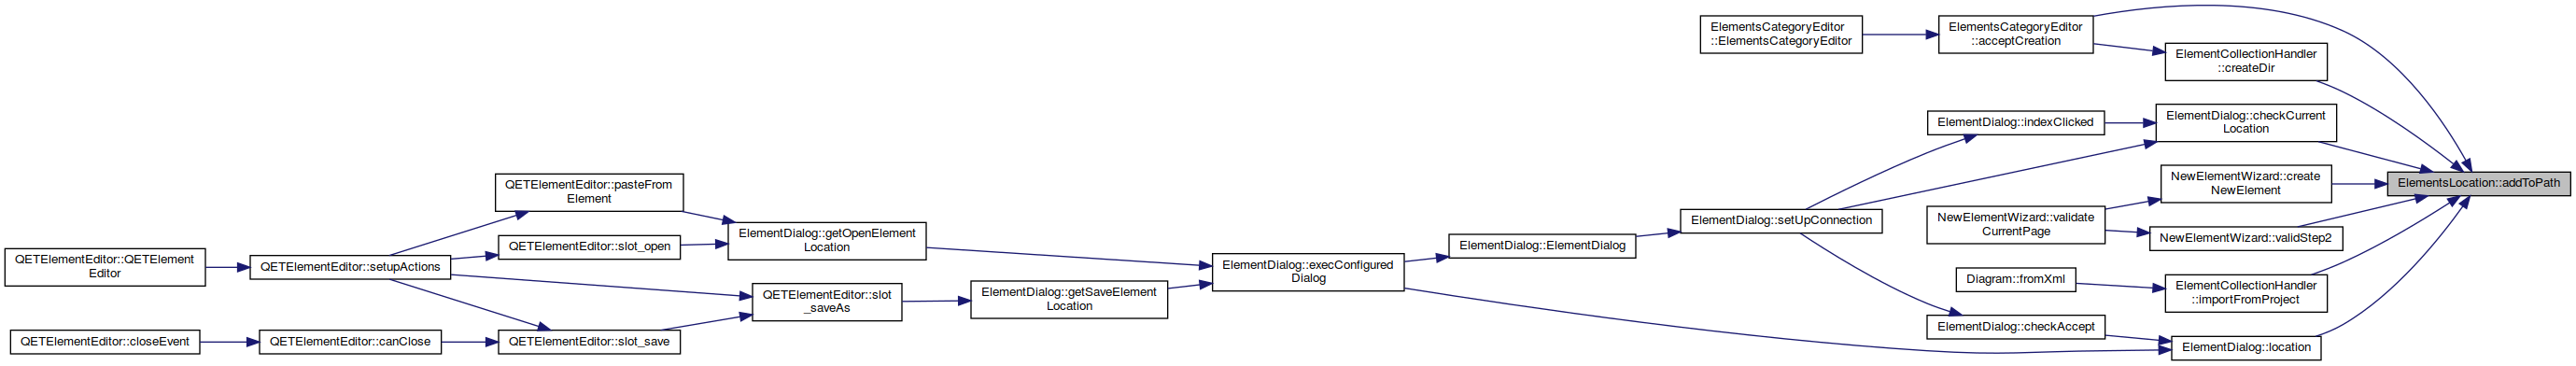 ElementsCategoryEditor
::ElementsCategoryEditor
ElementsCategoryEditor
::acceptCreation
ElementCollectionHandler
::createDir
ElementDialog::indexClicked
ElementDialog::checkCurrent
Location
NewElementWizard::create
NewElement
ElementsLocation::addToPath
QETElementEditor::pasteFrom
Element
ElementDialog::setUpConnection
NewElementWizard::validate
CurrentPage
NewElementWizard::validStep2
ElementDialog::getOpenElement
Location
QETElementEditor::slot_open
ElementDialog::ElementDialog
QETElementEditor::QETElement
Editor
QETElementEditor::setupActions
ElementDialog::execConfigured
Dialog
Diagram::fromXml
ElementCollectionHandler
::importFromProject
QETElementEditor::slot
_saveAs
ElementDialog::getSaveElement
Location
ElementDialog::checkAccept
QETElementEditor::closeEvent
QETElementEditor::canClose
QETElementEditor::slot_save
ElementDialog::location